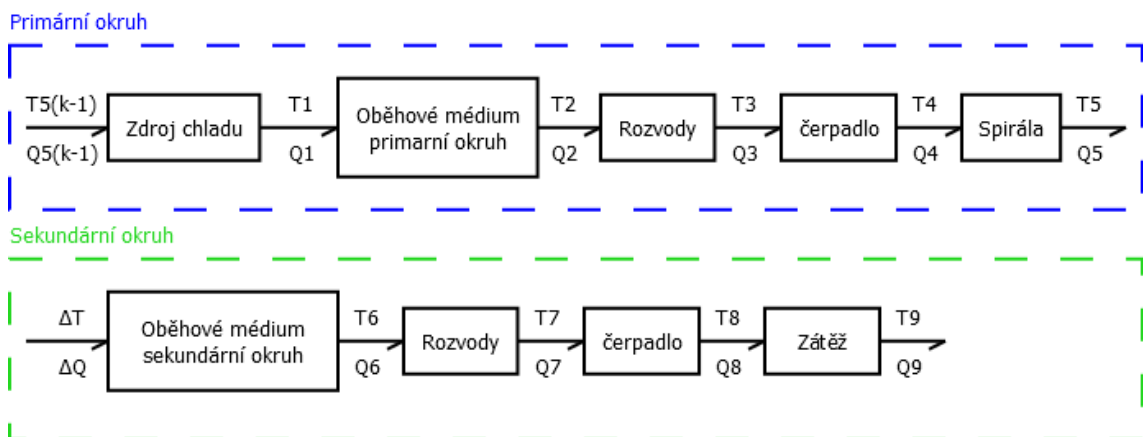 Primární okruh
T5(k-1)
Q5(k-1)
Zdroj chladu
T1
Q1
Oběhové médium
primarní okruh
T2
Q2
Rozvody
T3
Q3
čerpadlo
T4
Q4
Spirála
T5
Q5
Sekundární okruh
ΔT
ΔQ
Oběhové médium
sekundární okruh
T6
Q6
Rozvody
T7
Q7
čerpadlo
T8
Q8
Zátěž
T9
Q9